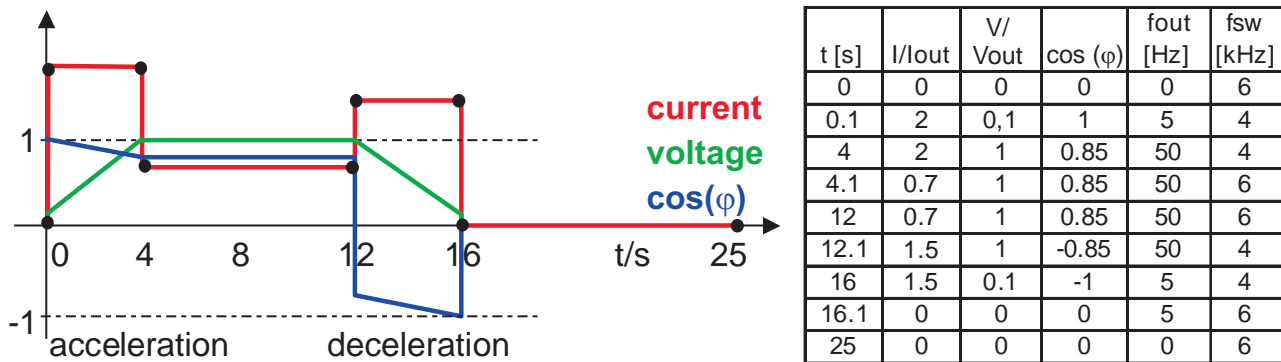 1
-1
current
voltage
cos(φ)
0 4 8 12 16 t/s 25
acceleration deceleration
t [s] I/Iout V/ Vout cos (φ) fout [Hz] fsw [kHz]
0 0 0 0 0 6
0.1 2 0,1 1 5 4
4 2 1 0.85 50 4
4.1 0.7 1 0.85 50 6
12 0.7 1 0.85 50 6
12.1 1.5 1 -0.85 50 4
16 1.5 0.1 -1 5 4
16.1 0 0 0 5 6
25 0 0 0 0 6